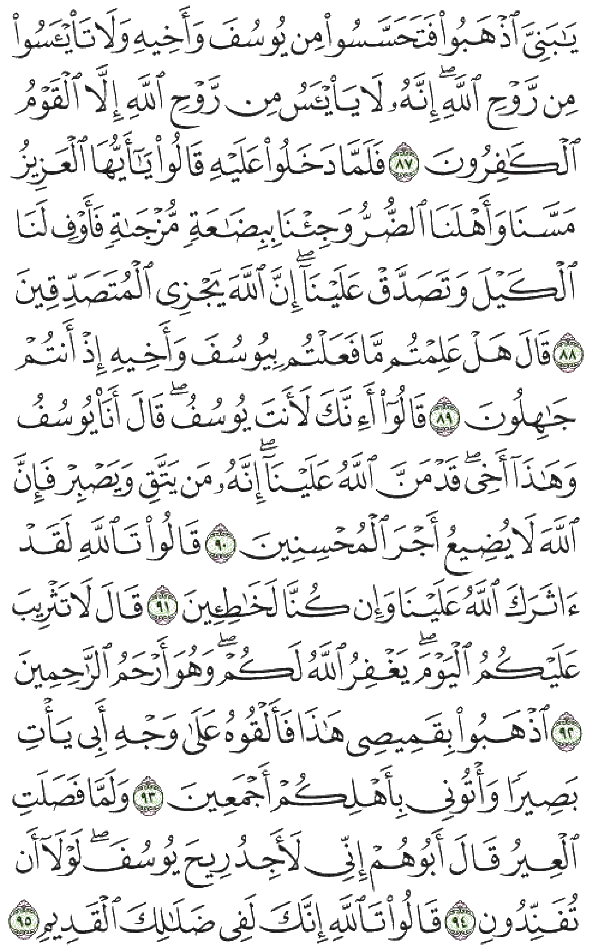 يَٰبَنِىَّ ٱذْهَبُوا۟ فَتَحَسَّسُوا۟ مِن يُوسُفَ وَأَخِيهِ وَلَا تَا۟يْـَٔسُوا۟
مِن رَّوْحِ ٱللَّهِ ۖ إِنَّهُۥ لَا يَا۟يْـَٔسُ مِن رَّوْحِ ٱللَّهِ إِلَّا ٱلْقَوْمُ
ٱلْكَٰفِرُونَ ٨٧ فَلَمَّا دَخَلُوا۟ عَلَيْهِ قَالُوا۟ يَٰٓأَيُّهَا ٱلْعَزِيزُ
مَسَّنَا وَأَهْلَنَا ٱلضُّرُّ وَجِئْنَا بِبِضَٰعَةٍ مُّزْجَىٰةٍ فَأَوْفِ لَنَا
ٱلْكَيْلَ وَتَصَدَّقْ عَلَيْنَآ ۖ إِنَّ ٱللَّهَ يَجْزِى ٱلْمُتَصَدِّقِينَ
٨٨ قَالَ هَلْ عَلِمْتُم مَّا فَعَلْتُم بِيُوسُفَ وَأَخِيهِ إِذْ أَنتُمْ
جَٰهِلُونَ ٨٩ قَالُوٓا۟ أَءِنَّكَ لَأَنتَ يُوسُفُ ۖ قَالَ أَنَا۠ يُوسُفُ
وَهَٰذَآ أَخِى ۖ قَدْ مَنَّ ٱللَّهُ عَلَيْنَآ ۖ إِنَّهُۥ مَن يَتَّقِ وَيَصْبِرْ فَإِنَّ
ٱللَّهَ لَا يُضِيعُ أَجْرَ ٱلْمُحْسِنِينَ ٩٠ قَالُوا۟ تَٱللَّهِ لَقَدْ
ءَاثَرَكَ ٱللَّهُ عَلَيْنَا وَإِن كُنَّا لَخَٰطِـِٔينَ ٩١ قَالَ لَا تَثْرِيبَ
عَلَيْكُمُ ٱلْيَوْمَ ۖ يَغْفِرُ ٱللَّهُ لَكُمْ ۖ وَهُوَ أَرْحَمُ ٱلرَّٰحِمِينَ
٩٢ ٱذْهَبُوا۟ بِقَمِيصِى هَٰذَا فَأَلْقُوهُ عَلَىٰ وَجْهِ أَبِى يَأْتِ
بَصِيرًا وَأْتُونِى بِأَهْلِكُمْ أَجْمَعِينَ ٩٣ وَلَمَّا فَصَلَتِ
ٱلْعِيرُ قَالَ أَبُوهُمْ إِنِّى لَأَجِدُ رِيحَ يُوسُفَ ۖ لَوْلَآ أَن
تُفَنِّدُونِ ٩٤ قَالُوا۟ تَٱللَّهِ إِنَّكَ لَفِى ضَلَٰلِكَ ٱلْقَدِيمِ ٩٥